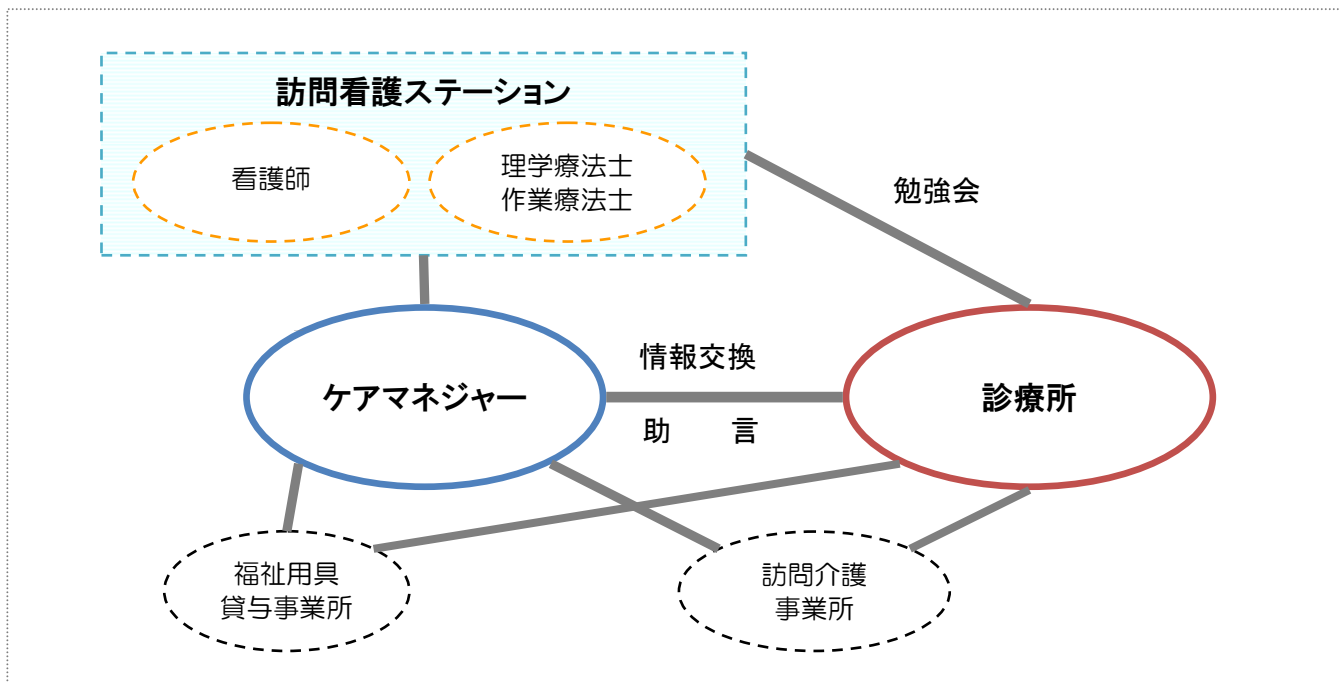 訪問看護ステーション
看護師
理学療法士
作業療法士
勉強会
情報交換
ケアマネジャー
診療所
助　　言
福祉用具
貸与事業所
訪問介護
事業所